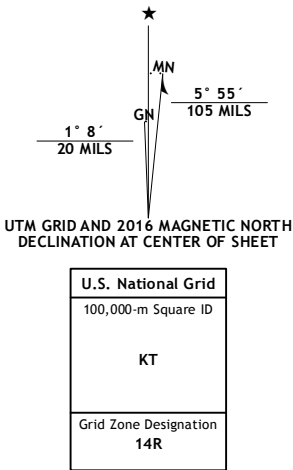 ★
MN
GN
5° 55´
105 MILS
1° 8´
20 MILS
UTM GRID AND 2016 MAGNETIC NORTH
DECLINATION AT CENTER OF SHEET
U.S. National Grid
100,000-m Square ID
KT
Grid Zone Designation
14R